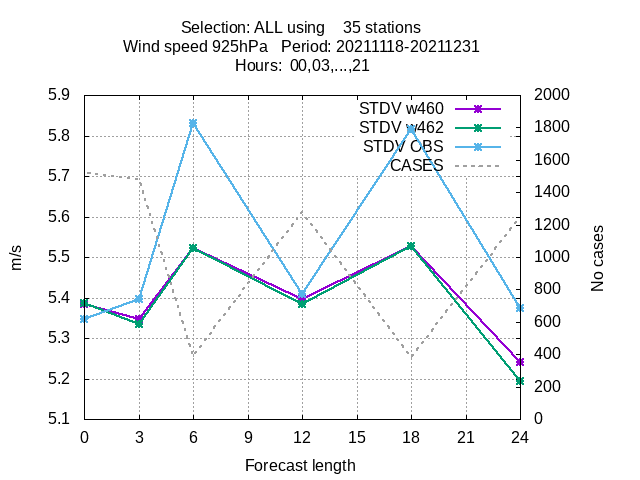 Selection: ALL using    35 stations
Wind speed 925hPa   Period: 20211118-20211231
Hours:  00,03,...,21
5.9
5.8
5.7
5.6
5.5
5.4
5.3
5.2
5.1
m/s
STDV w460
STDV w462
STDV OBS
CASES
2000
1800
1600
1400
1200
1000
800
600
400
200
0
No cases
0 3 6 9 12 15 18 21 24
Forecast length